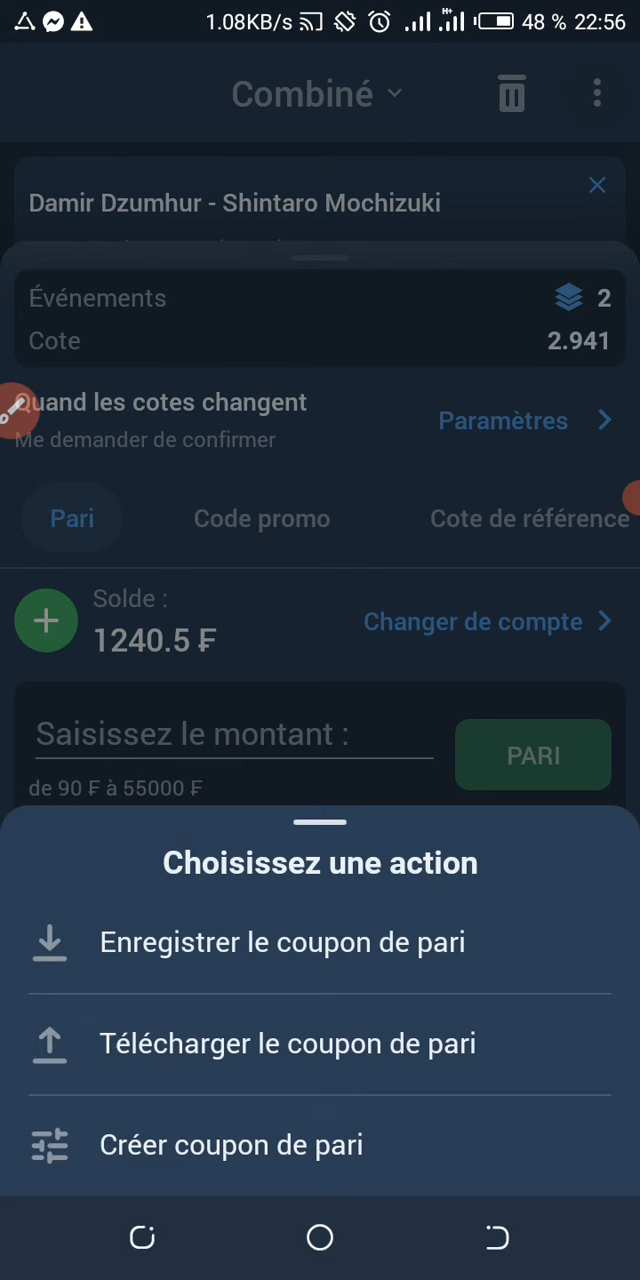 1.08KB/s H+ 48 % 22:56
Combiné
Damir Dzumhur - Shintaro Mochizuki
Événements 2
Cote 2.941
Quand les cotes changent
Me demander de confirmer
Paramètres
Pari Code promo Cote de référence
Solde :
1240.5 ₣
Changer de compte
Saisissez le montant :
PARI
de 90 ₣ à 55000 ₣
Choisissez une action
Enregistrer le coupon de pari
Télécharger le coupon de pari
Créer coupon de pari